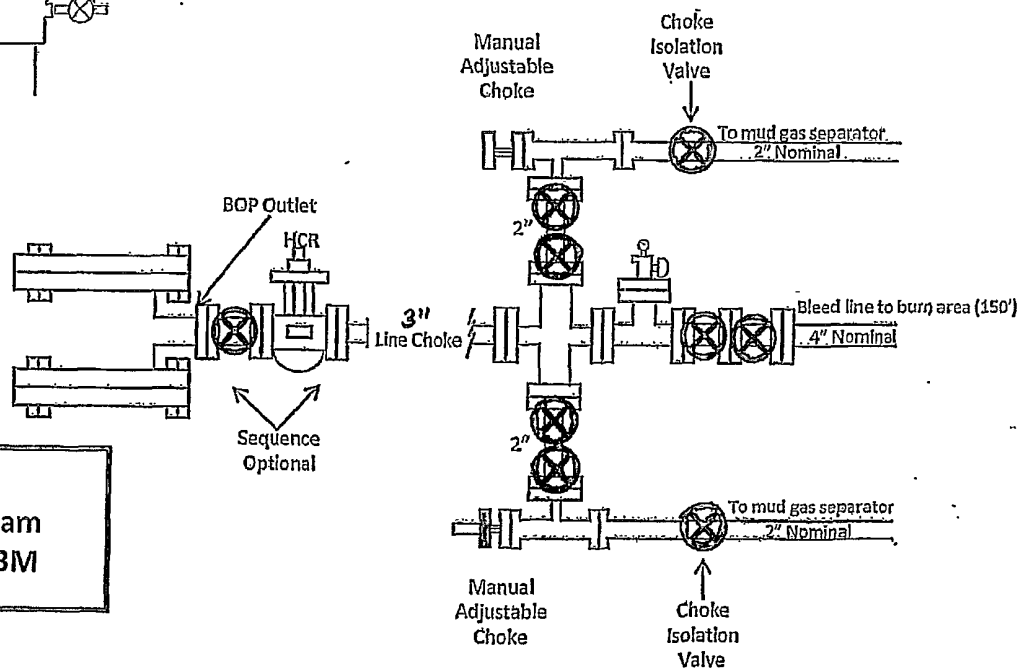 Choke
Isolation
Valve
Manual
Adjustable
Choke
To mud gas separator
2" Nominal
BOP Outlet
HCR
2"
3"
Line Choke
Bleed line to burn area (150')
4" Nominal
Sequence
Optional
2"
To mud gas separator
2" Nominal
am
3M
Manual
Adjustable
Choke
Choke
Isolation
Valve